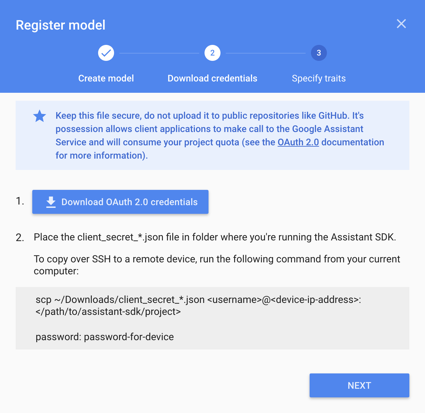 Register model
2
3
Create model
Download credentials
Specify traits
Keep this file secure, do not upload it to public repositories like GitHub. It's
possession allows client applications to make call to the Google Assistant
Service and will consume your project quota (see the OAuth 2.0 documentation
for more information).
1. Download OAuth 2.0 credentials
2. Place the client_secret_*.json file in folder where you're running the Assistant SDK.
To copy over SSH to a remote device, run the following command from your current
computer:
scp ~/Downloads/client_secret_*.json <username>@<device-ip-address>:
</path/to/assistant-sdk/project>
password: password-for-device
NEXT